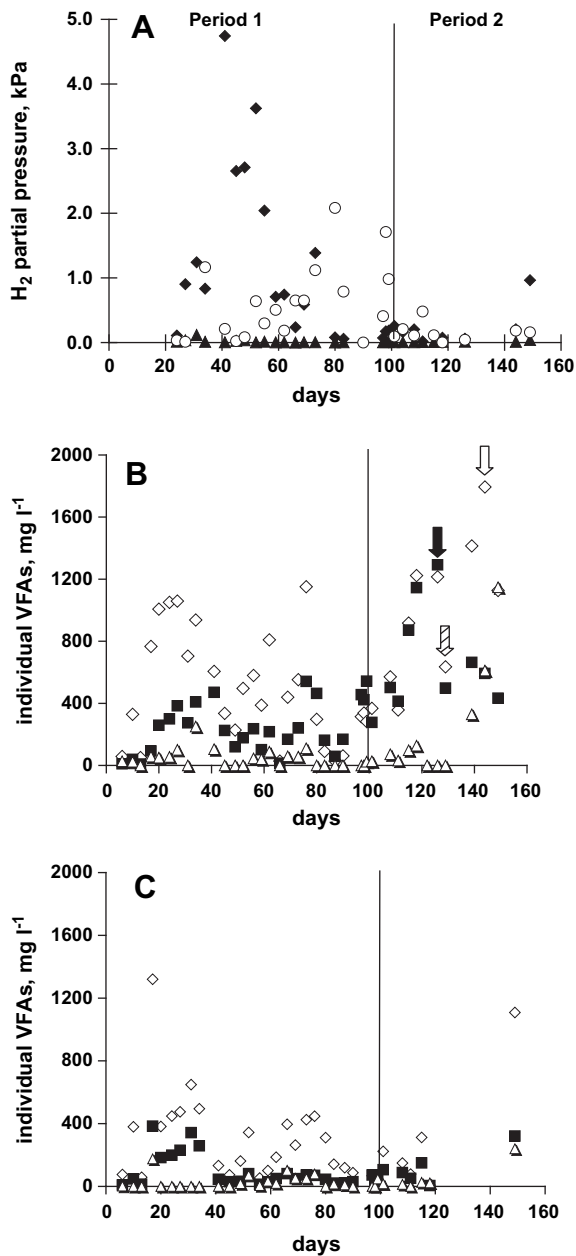 A
Period 1
Period 2
H₂ partial pressure, kPa
5.0
4.0
3.0
2.0
1.0
0.0
0 20 40 60 80 100 120 140 160
days
B
individual VFAs, mg l⁻¹
2000
1600
1200
800
400
0
0 20 40 60 80 100 120 140 160
days
C
individual VFAs, mg l⁻¹
2000
1600
1200
800
400
0
0 20 40 60 80 100 120 140 160
days